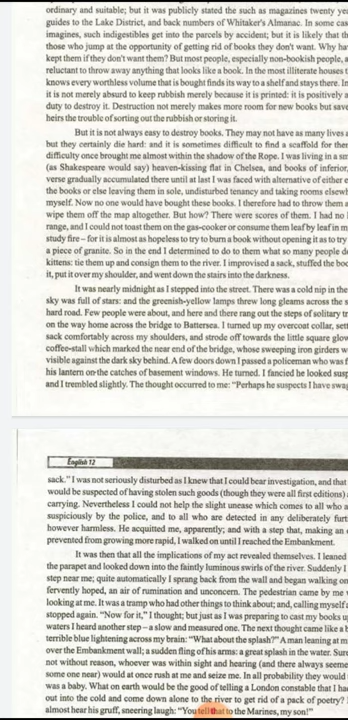 ordinary and suitable; but it was publicly stated the such as magazines twenty ye
guides to the Lake District, and back numbers of Whitaker's Almanac. In some cas
imagines, such indigestibles get into the parcels by accident; but it is likely that th
those who jump at the opportunity of getting rid of books they don't want. Why ha
kept them if they don't want them? But most people, especially non-bookish people, a
reluctant to throw away anything that looks like a book. In the most illiterate houses t
knows every worthless volume that is bought finds its way to a shelf and stays there. In
it is not merely absurd to keep rubbish merely because it is printed: it is positively a
duty to destroy it. Destruction not merely makes more room for new books but save
heirs the trouble of sorting out the rubbish or storing it.
But it is not always easy to destroy books. They may not have as many lives a
but they certainly die hard: and it is sometimes difficult to find a scaffold for ther
difficulty once brought me almost within the shadow of the Rope. I was living in a sm
(as Shakespeare would say) heaven-kissing flat in Chelsea, and books of inferior
verse gradually accumulated there until at last I was faced with alternative of either e
the books or else leaving them in sole, undisturbed tenancy and taking rooms elsewh
myself. Now no one would have bought these books. I therefore had to throw them a
wipe them off the map altogether. But how? There were scores of them. I had no
range, and I could not toast them on the gas-cooker or consume them leaf by leaf in m
study fire – for it is almost as hopeless to try to burn a book without opening it as to try
a piece of granite. So in the end I determined to do to them what so many people do
kittens: tie them up and consign them to the river. I improvised a sack, stuffed the boo
it, put it over my shoulder, and went down the stairs into the darkness.
It was nearly midnight as I stepped into the street. There was a cold nip in the
sky was full of stars: and the greenish-yellow lamps threw long gleams across the s
hard road. Few people were about, and here and there rang out the steps of solitary tr
on the way home across the bridge to Battersea. I turned up my overcoat collar, sett
sack comfortably across my shoulders, and strode off towards the little square glow
coffee-stall which marked the near end of the bridge, whose sweeping iron girders w
visible against the dark sky behind. A few doors down I passed a policeman who was f
his lantern on the catches of basement windows. He turned. I fancied he looked susp
and I trembled slightly. The thought occurred to me: "Perhaps he suspects I have swag
English 12
sack." I was not seriously disturbed as I knew that I could bear investigation, and that
would be suspected of having stolen such goods (though they were all first editions)
carrying. Nevertheless I could not help the slight unease which comes to all who a
suspiciously by the police, and to all who are detected in any deliberately furt
however harmless. He acquitted me, apparently; and with a step that, making an
prevented from growing more rapid, I walked on until I reached the Embankment.
It was then that all the implications of my act revealed themselves. I leaned
the parapet and looked down into the faintly luminous swirls of the river. Suddenly I
step near me; quite automatically I sprang back from the wall and began walking on
fervently hoped, an air of rumination and unconcern. The pedestrian came by me
looking at me. It was a tramp who had other things to think about; and, calling myself
stopped again. "Now for it," I thought; but just as I was preparing to cast my books u
waters I heard another step – a slow and measured one. The next thought came like a b
terrible blue lightening across my brain: "What about the splash?" A man leaning at m
over the Embankment wall; a sudden fling of his arms: a great splash in the water. Sure
not without reason, whoever was within sight and hearing (and there always seeme
some one near) would at once rush at me and seize me. In all probability they would
was a baby. What on earth would be the good of telling a London constable that I ha
out into the cold and come down alone to the river to get rid of a pack of poetry?
almost hear his gruff, sneering laugh: "You tell that to the Marines, my son!"